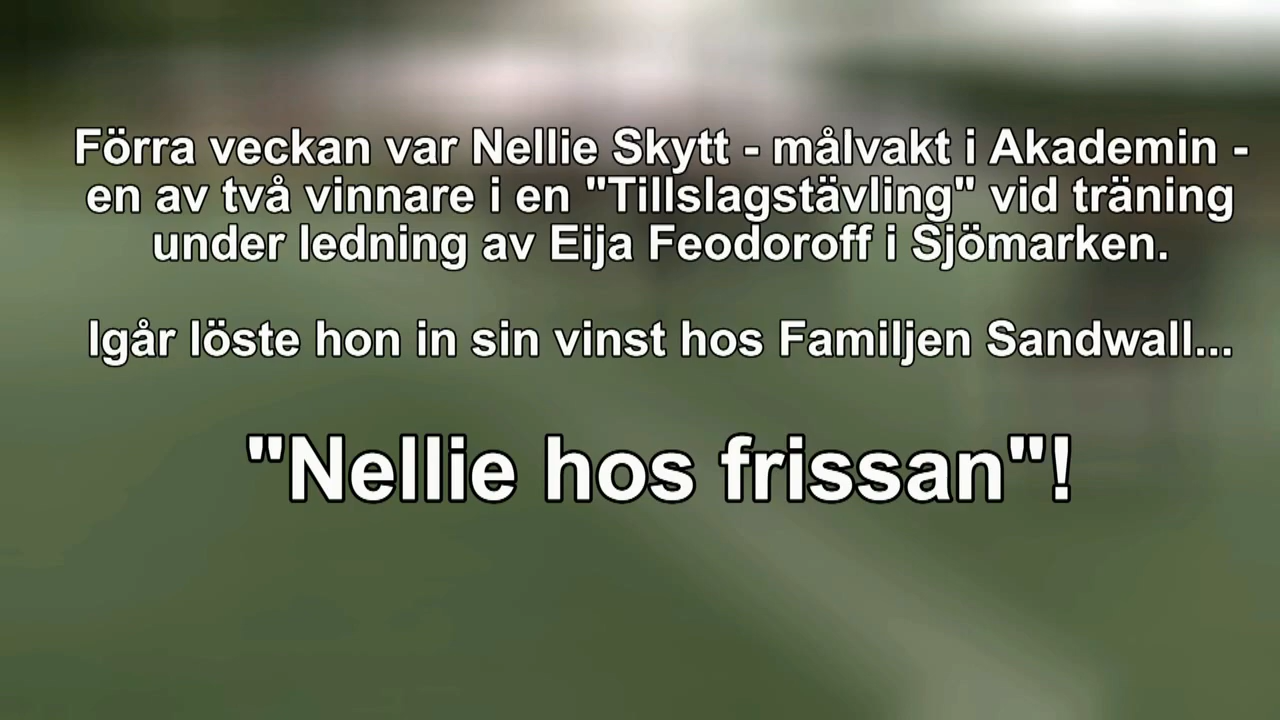 Förra veckan var Nellie Skytt - målvakt i Akademin -
en av två vinnare i en "Tillslagstävling" vid träning
under ledning av Eija Feodoroff i Sjömarken.
Igår löste hon in sin vinst hos Familjen Sandwall...
"Nellie hos frissan"!